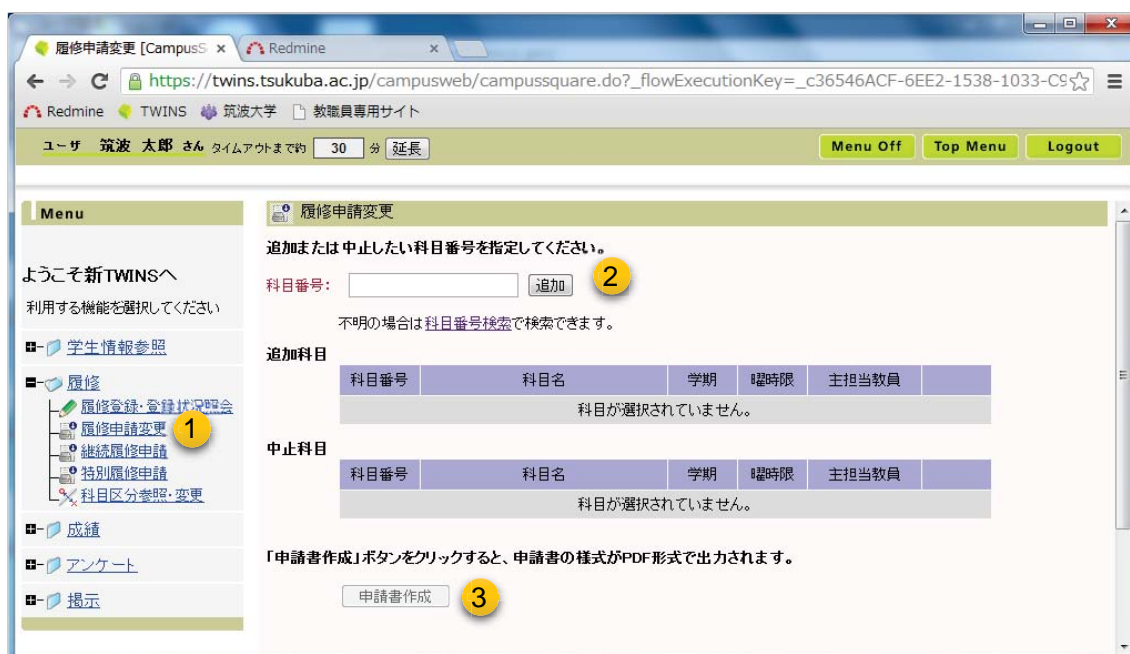 履修申請変更 [CampusS
Redmine
https://twins.tsukuba.ac.jp/campusweb/campussquare.do?_flowExecutionKey=_c36546ACF-6EE2-1538-1033-C9
Redmine TWINS 筑波大学 教職員専用サイト
ユーザ 筑波 太郎 さん タイムアウトまで約 30 分 延長 Menu Off Top Menu Logout
Menu
ようこそ新TWINSへ
利用する機能を選択してください
学生情報参照
履修
履修登録・登録状況照会
履修申請変更 1
継続履修申請
特別履修申請
科目区分参照・変更
成績
アンケート
掲示
履修申請変更
追加または中止したい科目番号を指定してください。
科目番号: 追加 2
不明の場合は科目番号検索で検索できます。
追加科目
科目番号 科目名 学期 曜時限 主担当教員
科目が選択されていません。
中止科目
科目番号 科目名 学期 曜時限 主担当教員
科目が選択されていません。
「申請書作成」ボタンをクリックすると、申請書の様式がPDF形式で出力されます。
申請書作成 3